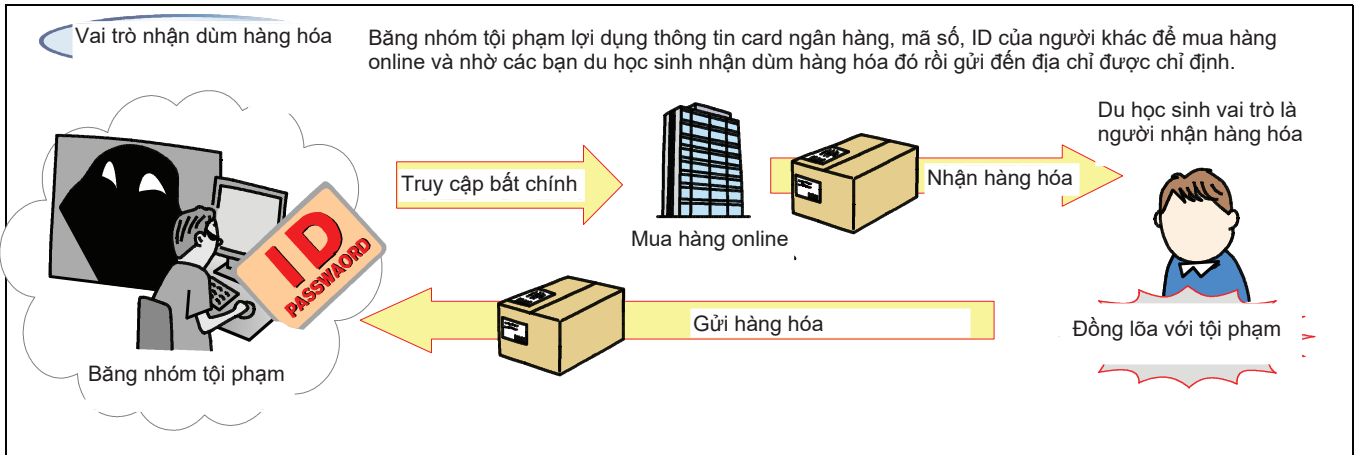 Vai trò nhận dùm hàng hóa
Băng nhóm tội phạm lợi dụng thông tin card ngân hàng, mã số, ID của người khác để mua hàng
online và nhờ các bạn du học sinh nhận dùm hàng hóa đó rồi gửi đến địa chỉ được chỉ định.
Du học sinh vai trò là
người nhận hàng hóa
Truy cập bất chính
Nhận hàng hóa
Mua hàng online
ID
PASSWAORD
Gửi hàng hóa
Đồng lõa với tội phạm
Băng nhóm tội phạm